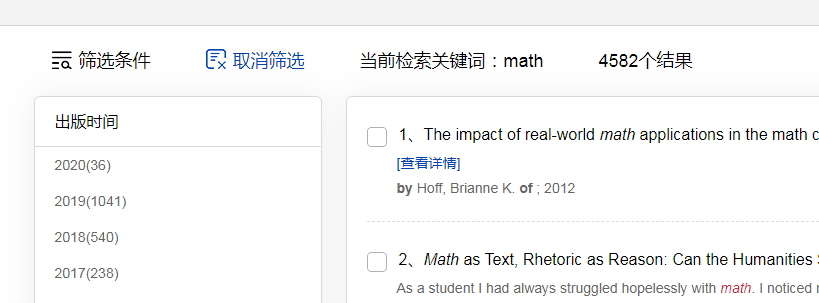 筛选条件 取消筛选 当前检索关键词：math 4582个结果
出版时间
2020(36)
2019(1041)
2018(540)
2017(238)
1、The impact of real-world math applications in the math c
[查看详情]
by Hoff, Brianne K. of ; 2012
2、Math as Text, Rhetoric as Reason: Can the Humanities
As a student I had always struggled hopelessly with math. I noticed